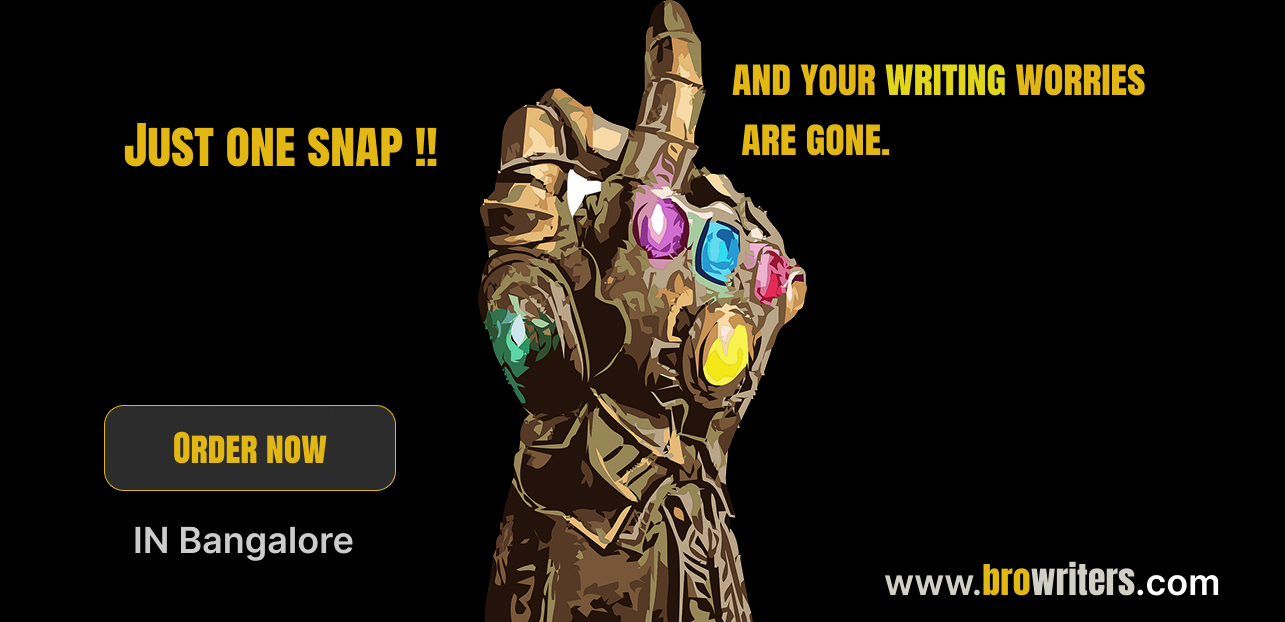 JUST ONE SNAP !!
AND YOUR WRITING WORRIES
ARE GONE.
ORDER NOW
IN Bangalore
www.browriters.com